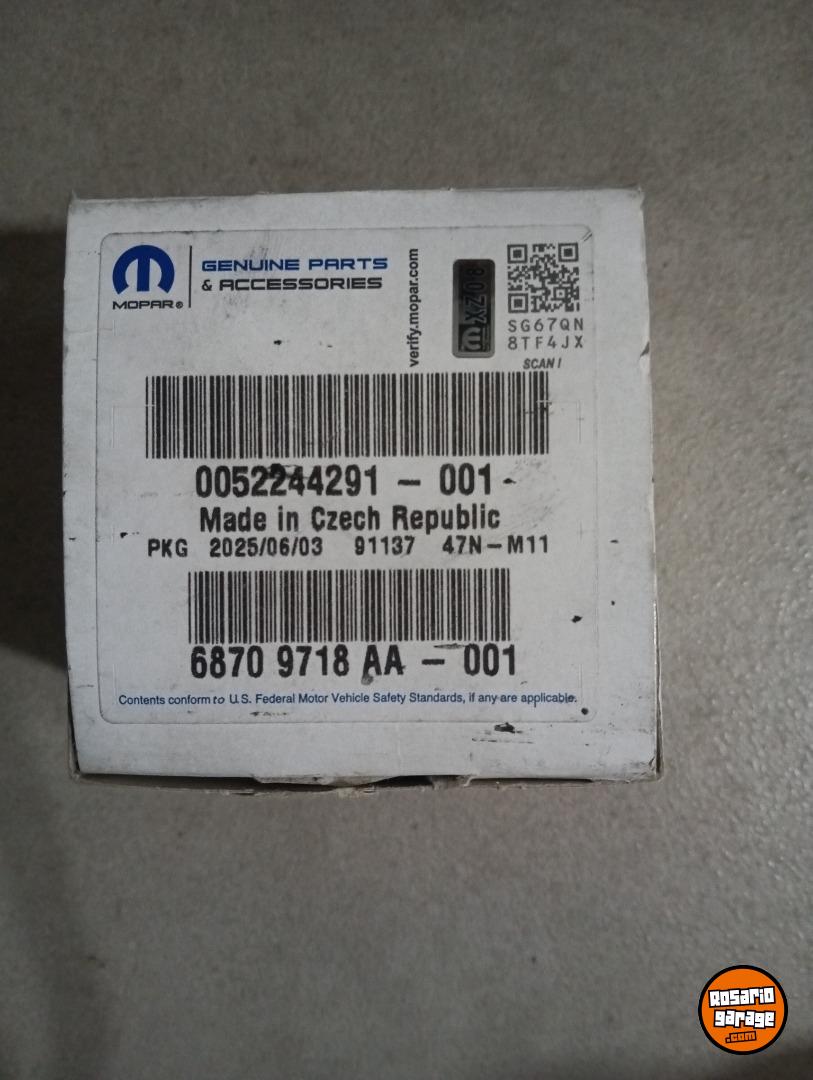 MOPAR®
GENUINE PARTS
& ACCESSORIES
verify.mopar.com
XZ08
SG67QN
8TF4JX
SCAN!
0052244291 - 001
Made in Czech Republic
PKG 2025/06/03 91137 47N-M11
6870 9718 AA - 001
Contents conform to U.S. Federal Motor Vehicle Safety Standards, if any are applicable.
Rosario
garage
.com